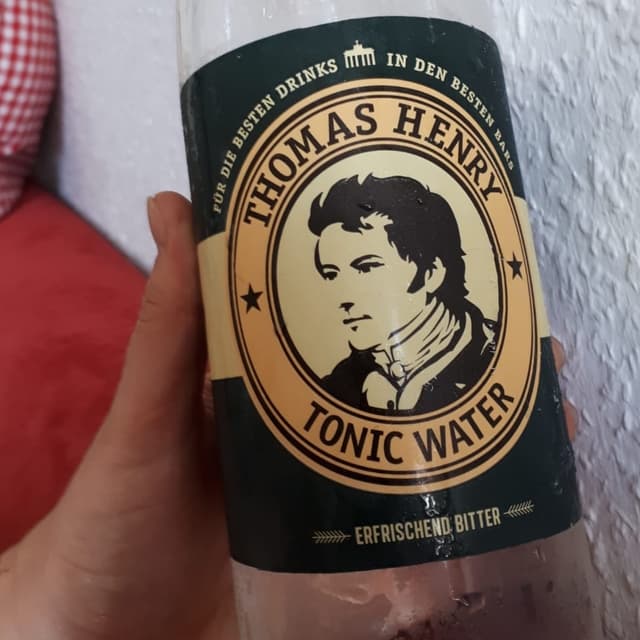 FÜR DIE BESTEN DRINKS IN DEN BESTEN BARS
THOMAS HENRY
TONIC WATER
ERFRISCHEND BITTER